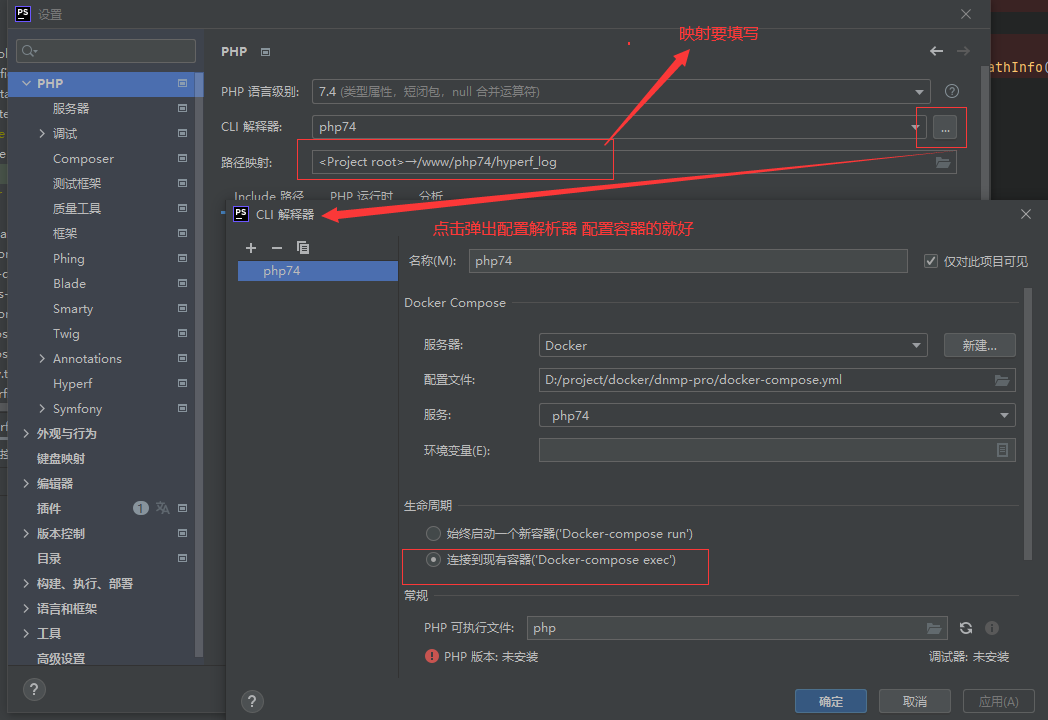 PS 设置
映射要填写
PHP
PHP
服务器
调试
Composer
测试框架
质量工具
框架
Phing
Blade
Smarty
Twig
Annotations
Hyperf
Symfony
外观与行为
键盘映射
编辑器
插件 1
版本控制
目录
构建、执行、部署
语言和框架
工具
高级设置
?
PHP 语言级别: 7.4 (类型属性，短闭包，null 合并运算符) ?
athInfo(
CLI 解释器: php74 ...
路径映射: <Project root>→/www/php74/hyperf_log
Include 路径 PHP 运行时 分析
PS CLI 解释器
点击弹出配置解析器 配置容器的就好
php74
名称(M): php74 仅对此项目可见
Docker Compose
服务器: Docker 新建...
配置文件: D:/project/docker/dnmp-pro/docker-compose.yml
服务: php74
环境变量(E):
生命周期
始终启动一个新容器('Docker-compose run')
连接到现有容器('Docker-compose exec')
常规
PHP 可执行文件: php
PHP 版本: 未安装 调试器: 未安装
? 确定 取消 应用(A)